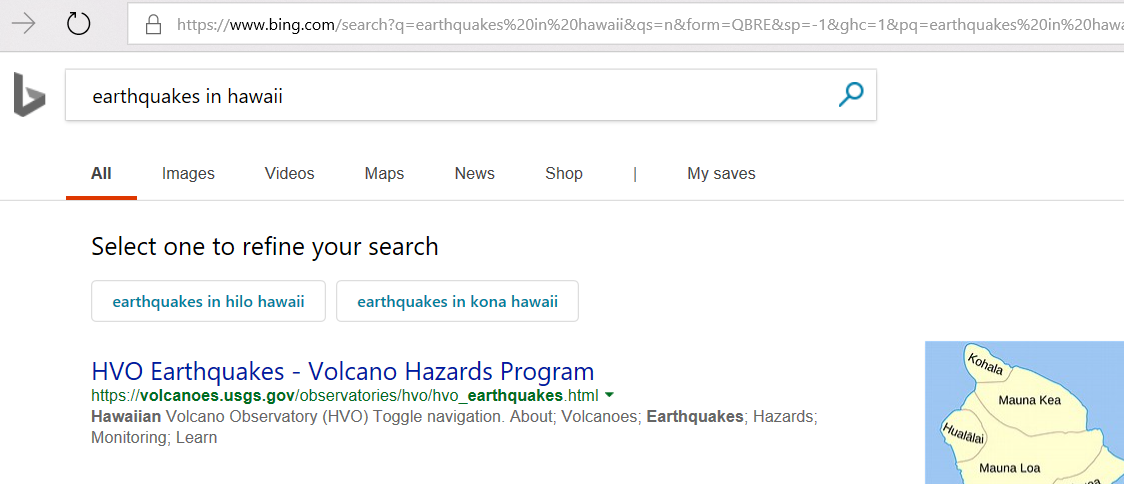 https://www.bing.com/search?q=earthquakes%20in%20hawaii&qs=n&form=QBRE&sp=-1&ghc=1&pq=earthquakes%20in%20hawa
earthquakes in hawaii
All Images Videos Maps News Shop | My saves
Select one to refine your search
earthquakes in hilo hawaii earthquakes in kona hawaii
HVO Earthquakes - Volcano Hazards Program
https://volcanoes.usgs.gov/observatories/hvo/hvo_earthquakes.html
Hawaiian Volcano Observatory (HVO) Toggle navigation. About; Volcanoes; Earthquakes; Hazards;
Monitoring; Learn
Kohala
Mauna Kea
Hualālai
Mauna Loa